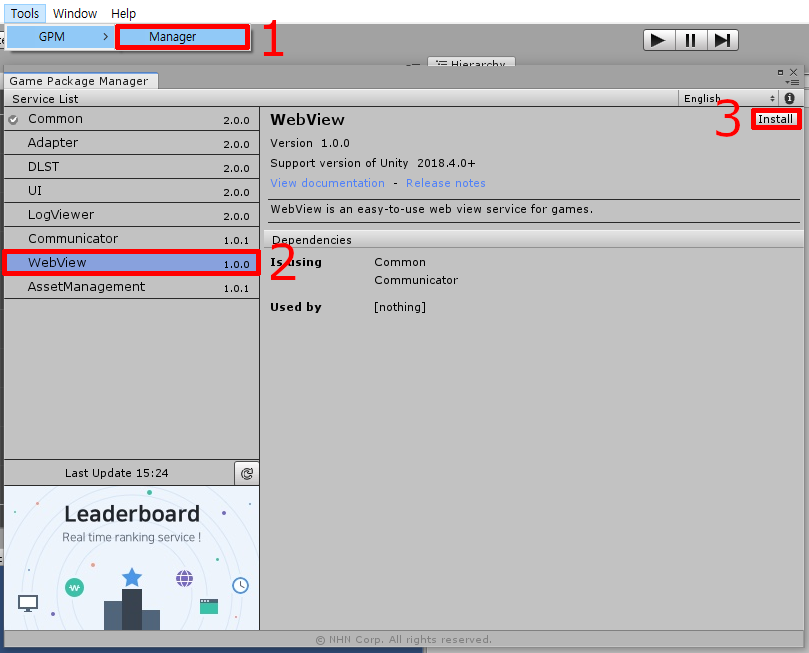 Tools Window Help
GPM > Manager 1
Hierarchy
Game Package Manager
Service List English
Common 2.0.0
Adapter 2.0.0
DLST 2.0.0
UI 2.0.0
LogViewer 2.0.0
Communicator 1.0.1
WebView 1.0.0 2
AssetManagement 1.0.1
WebView 3 Install
Version 1.0.0
Support version of Unity 2018.4.0+
View documentation - Release notes
WebView is an easy-to-use web view service for games.
Dependencies
Is using Common
Communicator
Used by [nothing]
Last Update 15:24
Leaderboard
Real time ranking service !
W
© NHN Corp. All rights reserved.